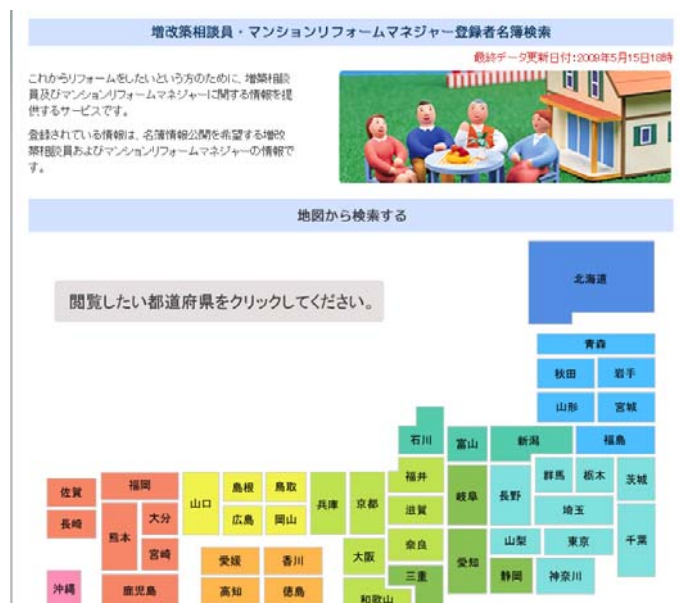 増改築相談員・マンションリフォームマネジャー登録者名簿検索
最終データ更新日付:2009年5月15日18時
これからリフォームをしたいという方のために、増築相談
員及びマンションリフォームマネジャーに関する情報を提
供するサービスです。
登録されている情報は、名簿情報公開を希望する増改
築相談員およびマンションリフォームマネジャーの情報で
す。
地図から検索する
北海道
閲覧したい都道府県をクリックしてください。
青森
秋田 岩手
山形 宮城
石川 富山 新潟 福島
福井 岐阜 長野 群馬 栃木 茨城
佐賀 福岡 山口 島根 鳥取 兵庫 京都
滋賀 埼玉
長崎 熊本 大分 広島 岡山
奈良 山梨 東京 千葉
宮崎 愛媛 香川 大阪 愛知
三重 静岡 神奈川
沖縄 鹿児島 高知 徳島 和歌山